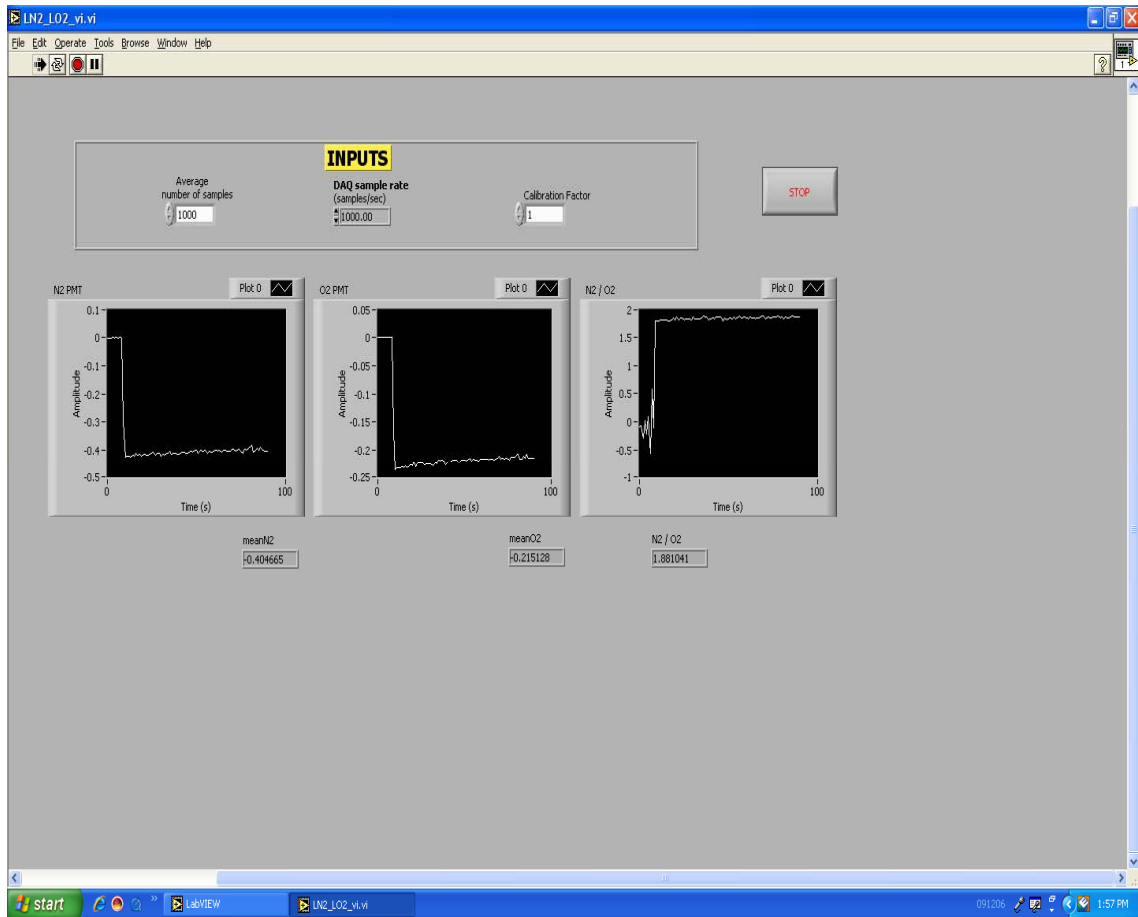 LN2_LO2_vi.vi
File Edit Operate Tools Browse Window Help
1
INPUTS
Average
number of samples
1000
DAQ sample rate
(samples/sec)
1000.00
Calibration Factor
1
STOP
N2 PMT
Plot 0
0.1
0
-0.1
-0.2
-0.3
-0.4
-0.5
Amplitude
0
100
Time (s)
O2 PMT
Plot 0
0.05
0
-0.05
-0.1
-0.15
-0.2
-0.25
Amplitude
0
100
Time (s)
N2 / O2
Plot 0
2
1.5
1
0.5
0
-0.5
-1
Amplitude
0
100
Time (s)
meanN2
-0.404665
meanO2
-0.215128
N2 / O2
1.881041
start
LabVIEW
LN2_LO2_vi.vi
091206
1:57 PM